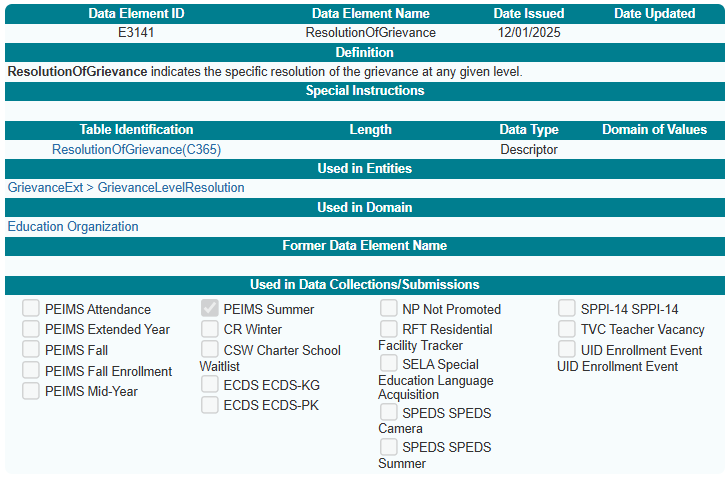 Data Element ID Data Element Name Date Issued Date Updated
E3141 ResolutionOfGrievance 12/01/2025
Definition
ResolutionOfGrievance indicates the specific resolution of the grievance at any given level.
Special Instructions
Table Identification Length Data Type Domain of Values
ResolutionOfGrievance(C365) Descriptor
Used in Entities
GrievanceExt > GrievanceLevelResolution
Used in Domain
Education Organization
Former Data Element Name
Used in Data Collections/Submissions
PEIMS Attendance
PEIMS Extended Year
PEIMS Fall
PEIMS Fall Enrollment
PEIMS Mid-Year
PEIMS Summer
CR Winter
CSW Charter School
Waitlist
ECDS ECDS-KG
ECDS ECDS-PK
NP Not Promoted
RFT Residential
Facility Tracker
SELA Special
Education Language
Acquisition
SPEDS SPEDS
Camera
SPEDS SPEDS
Summer
SPPI-14 SPPI-14
TVC Teacher Vacancy
UID Enrollment Event
UID Enrollment Event